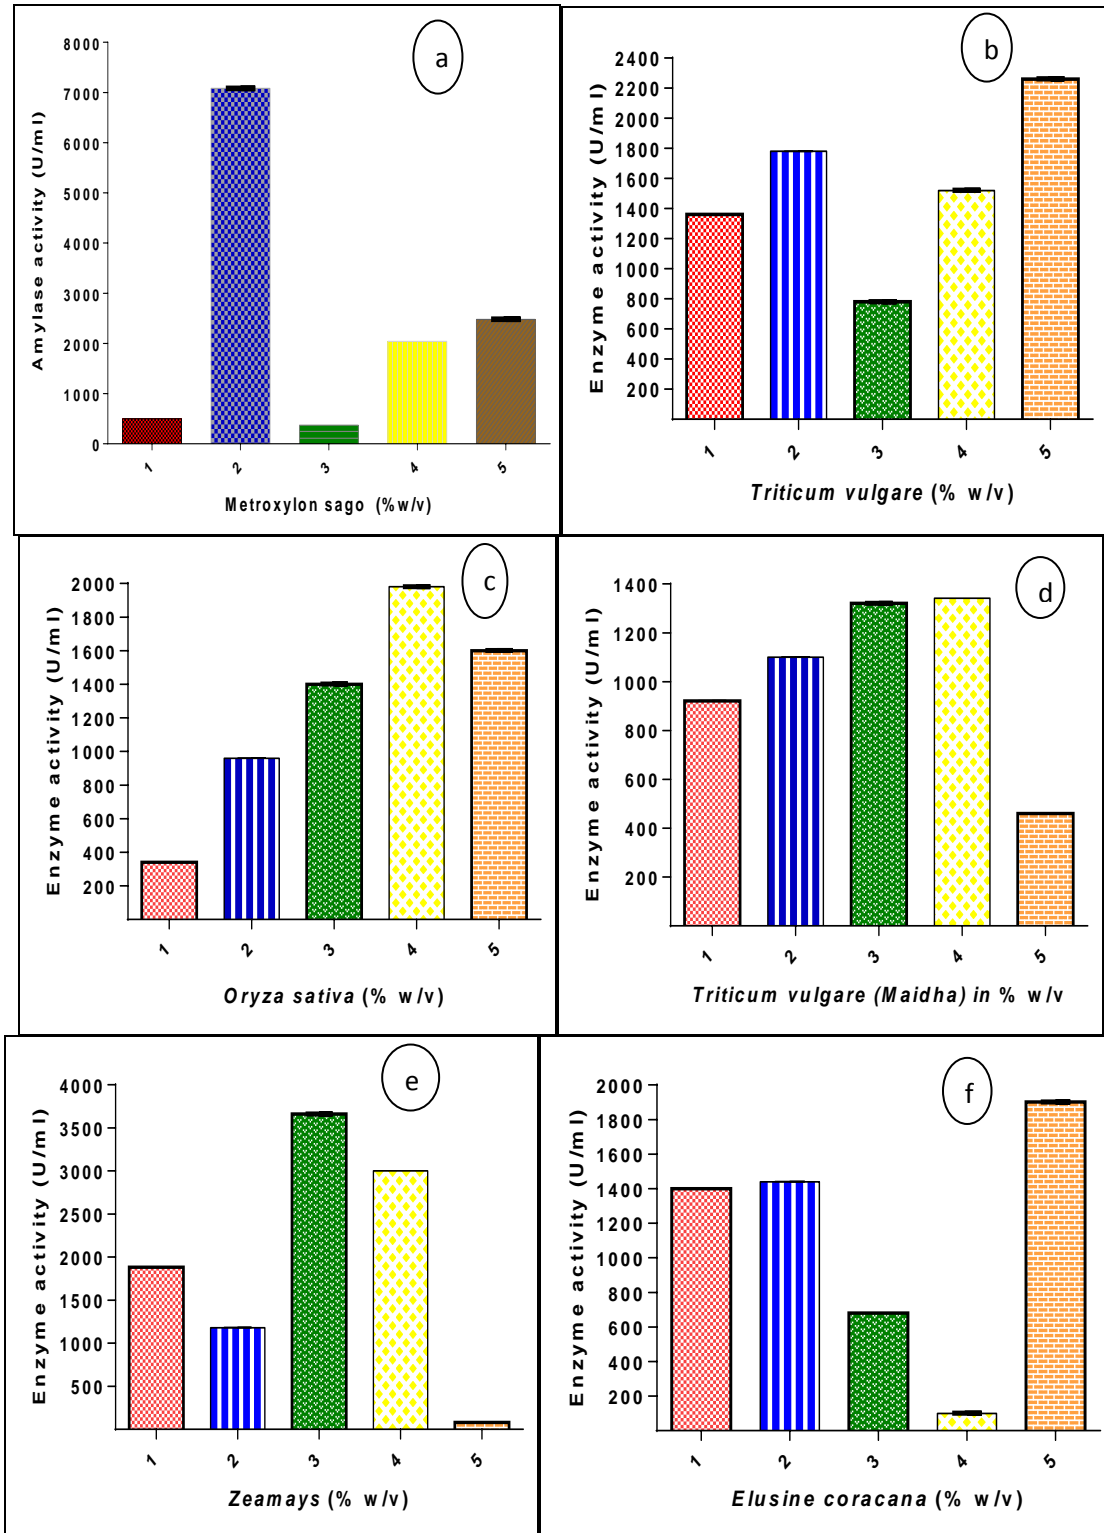 a
Amylase activity (U/ml)
8000
7000
6000
5000
4000
3000
2000
1000
0
1 2 3 4 5
Metroxylon sago (%w/v)
b
Enzyme activity (U/ml)
2400
2200
2000
1800
1600
1400
1200
1000
800
600
400
200
1 2 3 4 5
Triticum vulgare (% w/v)
c
Enzyme activity (U/ml)
2000
1800
1600
1400
1200
1000
800
600
400
200
1 2 3 4 5
Oryza sativa (% w/v)
d
Enzyme activity (U/ml)
1400
1200
1000
800
600
400
200
1 2 3 4 5
Triticum vulgare (Maidha) in % w/v
e
Enzyme activity (U/ml)
4000
3500
3000
2500
2000
1500
1000
500
1 2 3 4 5
Zeamays (% w/v)
f
Enzyme activity (U/ml)
2000
1800
1600
1400
1200
1000
800
600
400
200
1 2 3 4 5
Elusine coracana (% w/v)